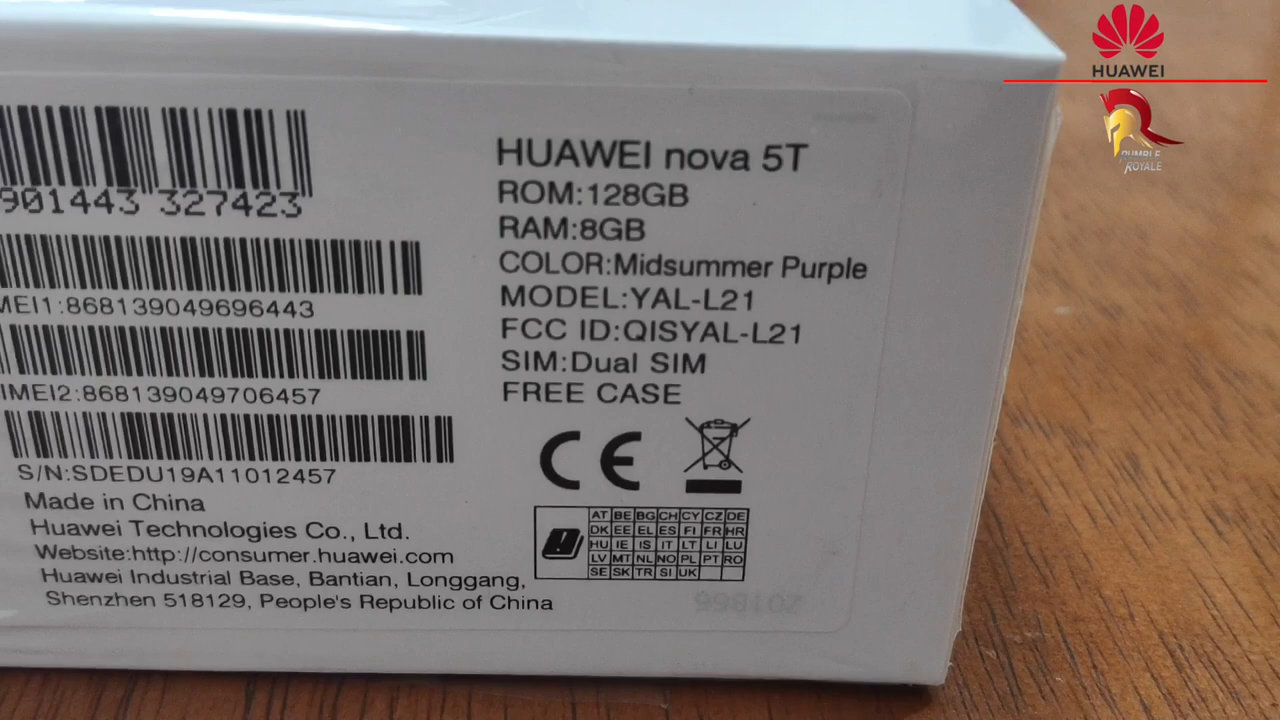 HUAWEI
RUMBLE
ROYALE
901443 327423
MEI1:868139049696443
IMEI2:868139049706457
S/N:SDEDU19A11012457
Made in China
Huawei Technologies Co., Ltd.
Website:http://consumer.huawei.com
Huawei Industrial Base, Bantian, Longgang,
Shenzhen 518129, People's Republic of China
HUAWEI nova 5T
ROM:128GB
RAM:8GB
COLOR:Midsummer Purple
MODEL:YAL-L21
FCC ID:QISYAL-L21
SIM:Dual SIM
FREE CASE
CE
AT BE BG CH CY CZ DE
DK EE EL ES FI FR HR
HU IE IS IT LT LI LU
LV MT NL NO PL PT RO
SE SK TR SI UK